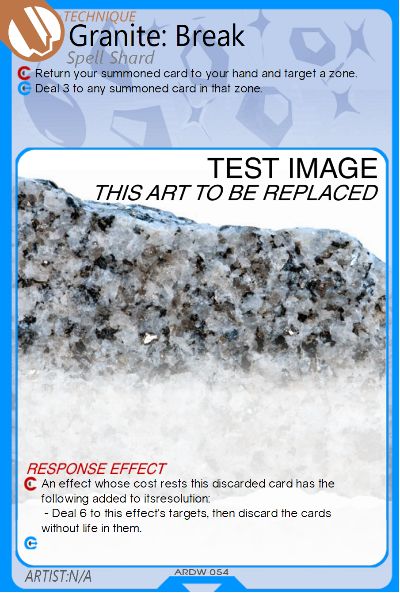 TECHNIQUE
Granite: Break
Spell Shard
Return your summoned card to your hand and target a zone.
Deal 3 to any summoned card in that zone.
TEST IMAGE
THIS ART TO BE REPLACED
RESPONSE EFFECT
An effect whose cost rests this discarded card has the
following added to itsresolution:
- Deal 6 to this effect's targets, then discard the cards
without life in them.
ARTIST:N/A
ARDW 054